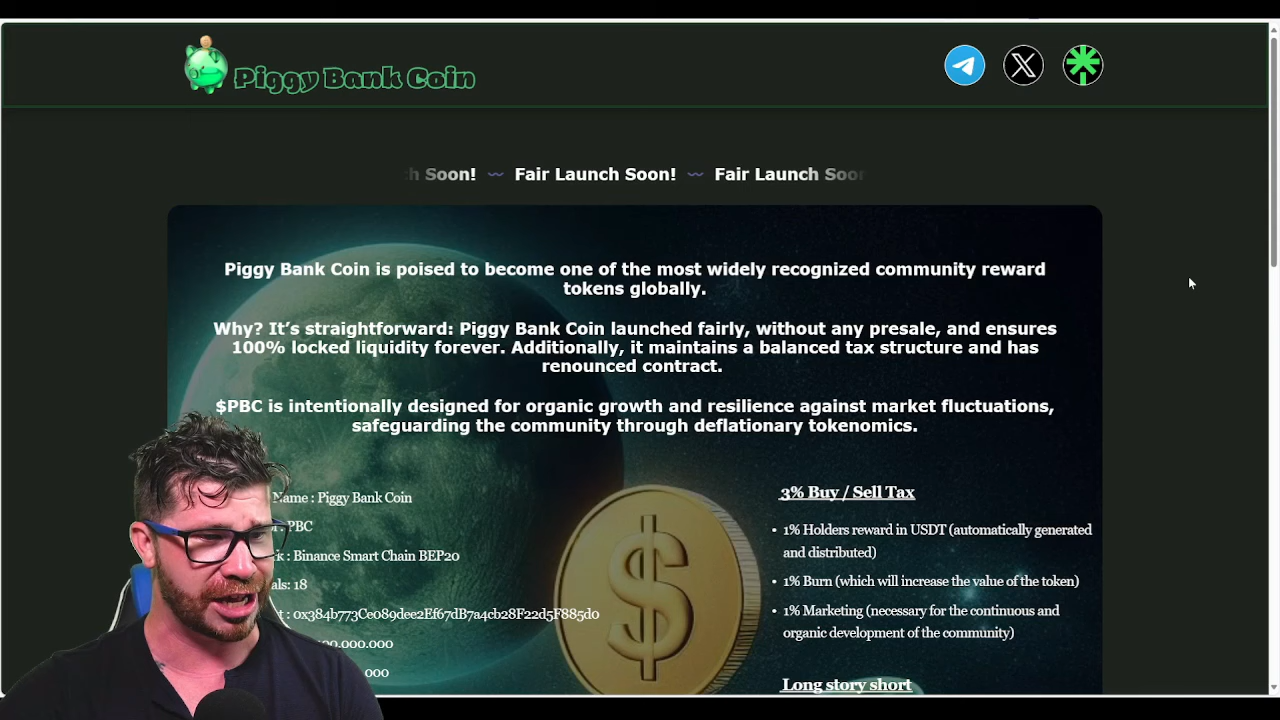 Piggy Bank Coin
Soon! Fair Launch Soon! Fair Launch
Piggy Bank Coin is poised to become one of the most widely recognized community reward
tokens globally.
Why? It’s straightforward: Piggy Bank Coin launched fairly, without any presale, and ensures
100% locked liquidity forever. Additionally, it maintains a balanced tax structure and has
renounced contract.
$PBC is intentionally designed for organic growth and resilience against market fluctuations,
safeguarding the community through deflationary tokenomics.
Name : Piggy Bank Coin
: PBC
: Binance Smart Chain BEP20
: 18
: 0x384b773Ce089dee2Ef67dB7a4cb28F22d5F885d0
000.000
000
3% Buy / Sell Tax
• 1% Holders reward in USDT (automatically generated
and distributed)
• 1% Burn (which will increase the value of the token)
• 1% Marketing (necessary for the continuous and
organic development of the community)
Long story short